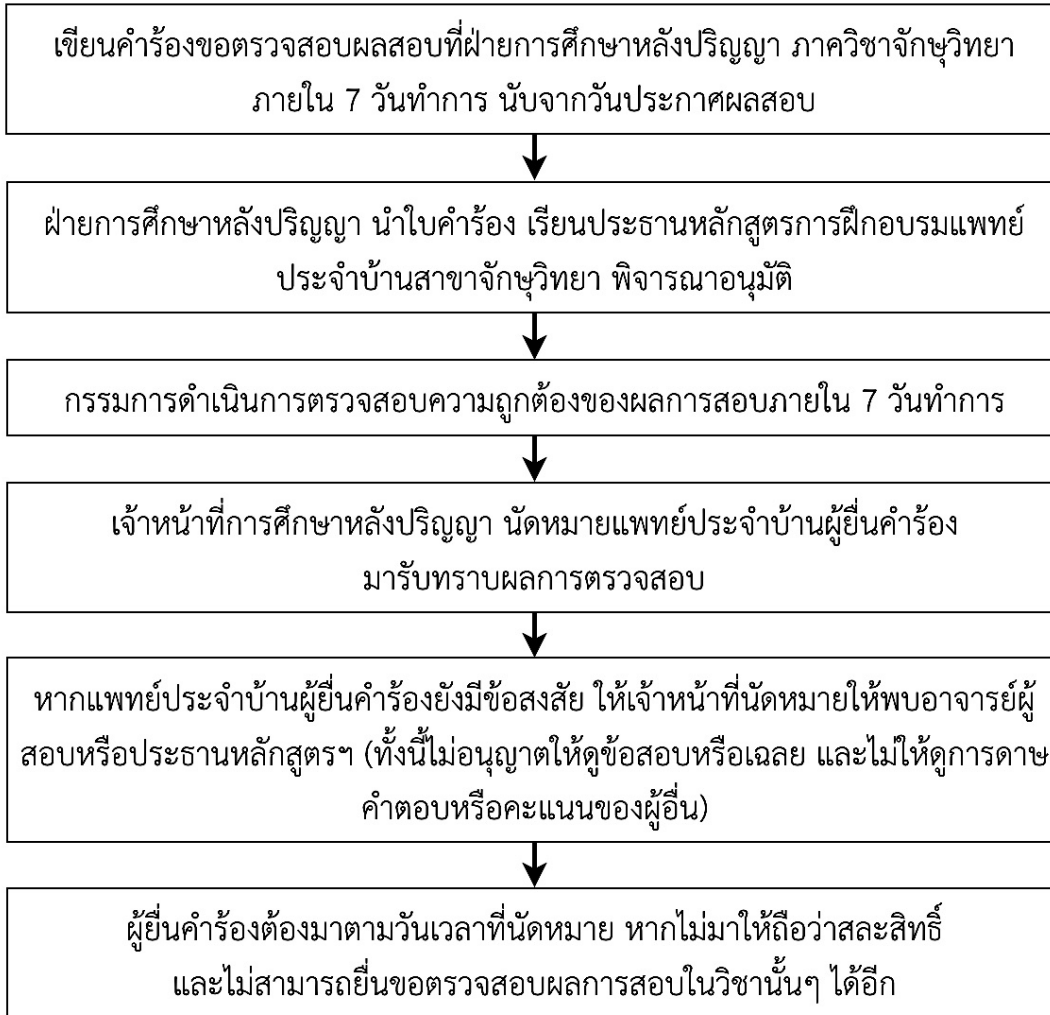 เขียนคำร้องขอตรวจสอบผลสอบที่ฝ่ายการศึกษาหลังปริญญา ภาควิชาจักษุวิทยา
ภายใน 7 วันทำการ นับจากวันประกาศผลสอบ
ฝ่ายการศึกษาหลังปริญญา นำใบคำร้อง เรียนประธานหลักสูตรการฝึกอบรมแพทย์
ประจำบ้านสาขาจักษุวิทยา พิจารณาอนุมัติ
กรรมการดำเนินการตรวจสอบความถูกต้องของผลการสอบภายใน 7 วันทำการ
เจ้าหน้าที่การศึกษาหลังปริญญา นัดหมายแพทย์ประจำบ้านผู้ยื่นคำร้อง
มารับทราบผลการตรวจสอบ
หากแพทย์ประจำบ้านผู้ยื่นคำร้องยังมีข้อสงสัย ให้เจ้าหน้าที่นัดหมายให้พบอาจารย์ผู้
สอบหรือประธานหลักสูตรฯ (ทั้งนี้ไม่อนุญาตให้ดูข้อสอบหรือเฉลย และไม่ให้ดูการดาษ
คำตอบหรือคะแนนของผู้อื่น)
ผู้ยื่นคำร้องต้องมาตามวันเวลาที่นัดหมาย หากไม่มาให้ถือว่าสละสิทธิ์
และไม่สามารถยื่นขอตรวจสอบผลการสอบในวิชานั้นๆ ได้อีก